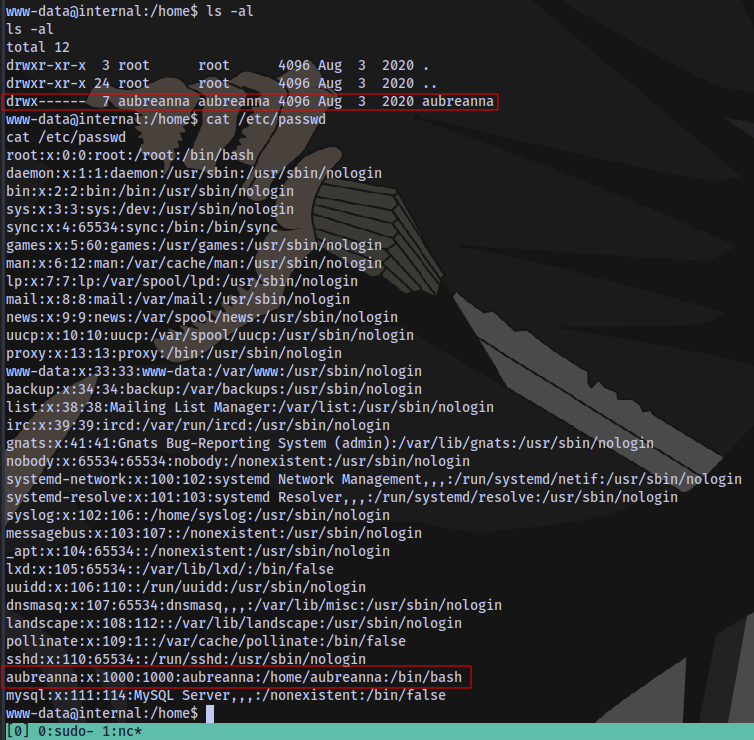 www-data@internal:/home$ ls -al
ls -al
total 12
drwxr-xr-x  3 root      root      4096 Aug  3  2020 .
drwxr-xr-x 24 root      root      4096 Aug  3  2020 ..
drwx------  7 aubreanna aubreanna 4096 Aug  3  2020 aubreanna
www-data@internal:/home$ cat /etc/passwd
cat /etc/passwd
root:x:0:0:root:/root:/bin/bash
daemon:x:1:1:daemon:/usr/sbin:/usr/sbin/nologin
bin:x:2:2:bin:/bin:/usr/sbin/nologin
sys:x:3:3:sys:/dev:/usr/sbin/nologin
sync:x:4:65534:sync:/bin:/bin/sync
games:x:5:60:games:/usr/games:/usr/sbin/nologin
man:x:6:12:man:/var/cache/man:/usr/sbin/nologin
lp:x:7:7:lp:/var/spool/lpd:/usr/sbin/nologin
mail:x:8:8:mail:/var/mail:/usr/sbin/nologin
news:x:9:9:news:/var/spool/news:/usr/sbin/nologin
uucp:x:10:10:uucp:/var/spool/uucp:/usr/sbin/nologin
proxy:x:13:13:proxy:/bin:/usr/sbin/nologin
www-data:x:33:33:www-data:/var/www:/usr/sbin/nologin
backup:x:34:34:backup:/var/backups:/usr/sbin/nologin
list:x:38:38:Mailing List Manager:/var/list:/usr/sbin/nologin
irc:x:39:39:ircd:/var/run/ircd:/usr/sbin/nologin
gnats:x:41:41:Gnats Bug-Reporting System (admin):/var/lib/gnats:/usr/sbin/nologin
nobody:x:65534:65534:nobody:/nonexistent:/usr/sbin/nologin
systemd-network:x:100:102:systemd Network Management,,,:/run/systemd/netif:/usr/sbin/nologin
systemd-resolve:x:101:103:systemd Resolver,,,:/run/systemd/resolve:/usr/sbin/nologin
syslog:x:102:106::/home/syslog:/usr/sbin/nologin
messagebus:x:103:107::/nonexistent:/usr/sbin/nologin
_apt:x:104:65534::/nonexistent:/usr/sbin/nologin
lxd:x:105:65534::/var/lib/lxd/:/bin/false
uuidd:x:106:110::/run/uuidd:/usr/sbin/nologin
dnsmasq:x:107:65534:dnsmasq,,,:/var/lib/misc:/usr/sbin/nologin
landscape:x:108:112::/var/lib/landscape:/usr/sbin/nologin
pollinate:x:109:1::/var/cache/pollinate:/bin/false
sshd:x:110:65534::/run/sshd:/usr/sbin/nologin
aubreanna:x:1000:1000:aubreanna:/home/aubreanna:/bin/bash
mysql:x:111:114:MySQL Server,,,:/nonexistent:/bin/false
www-data@internal:/home$
[0] 0:sudo- 1:nc*